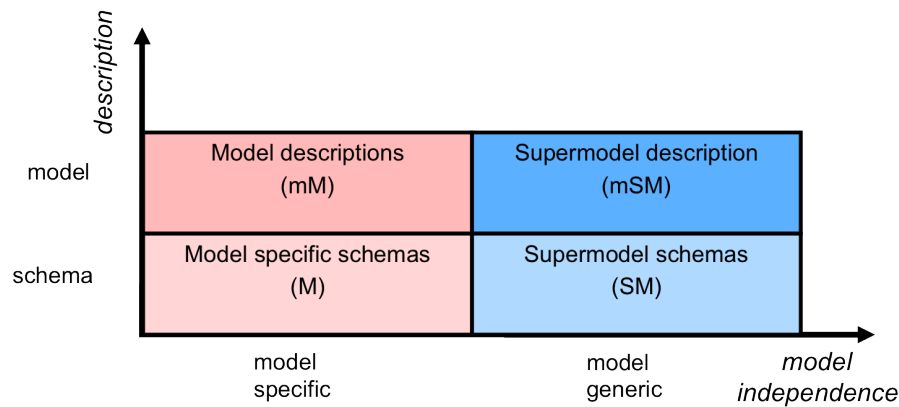 description
model
Model descriptions
(mM)
Supermodel description
(mSM)
schema
Model specific schemas
(M)
Supermodel schemas
(SM)
model
specific
model
generic
model
independence